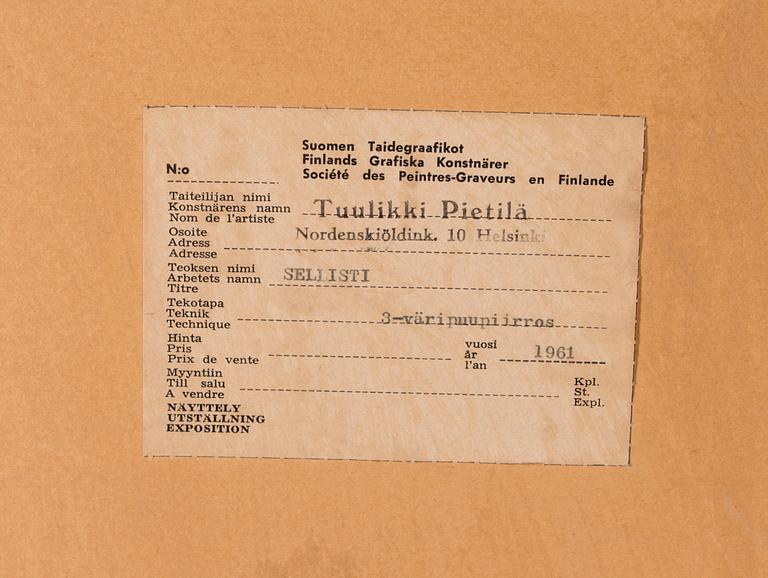 Suomen Taidegraafikot
Finlands Grafiska Konstnärer
Société des Peintres-Graveurs en Finlande
N:o
Taiteilijan nimi
Konstnärens namn
Nom de l'artiste
Tuulikki Pietilä
Osoite
Adress
Adresse
Nordenskiöldink. 10 Helsinki
Teoksen nimi
Arbetets namn
Titre
SELLISTI
Tekotapa
Teknik
Technique
3-väripuupiirros
Hinta
Pris
Prix de vente
vuosi
år
l'an
1961
Myyntiin
Till salu
A vendre
Kpl.
St.
Expl.
NÄYTTELY
UTSTÄLLNING
EXPOSITION